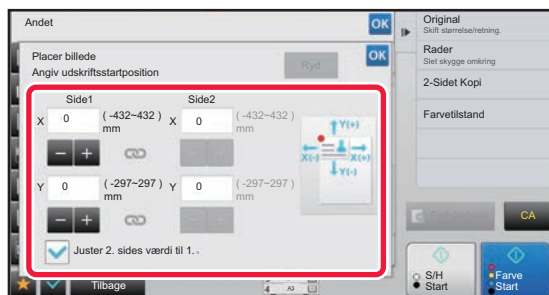 Andet
OK
Placer billede
Angiv udskriftsstartposition
Ryd
OK
Side1
Side2
X
0
(-432~432)
mm
X
0
(-432~432)
mm
Y(+)
X(-)
X(+)
Y(-)
Y
0
(-297~297)
mm
Y
0
(-297~297)
mm
Juster 2. sides værdi til 1..
Tilbage
4
A3
Original
Skift størrelse/retning.
Rader
Slet skygge omkring
2-Sidet Kopi
Farvetilstand
CA
S/H
Start
Farve
Start